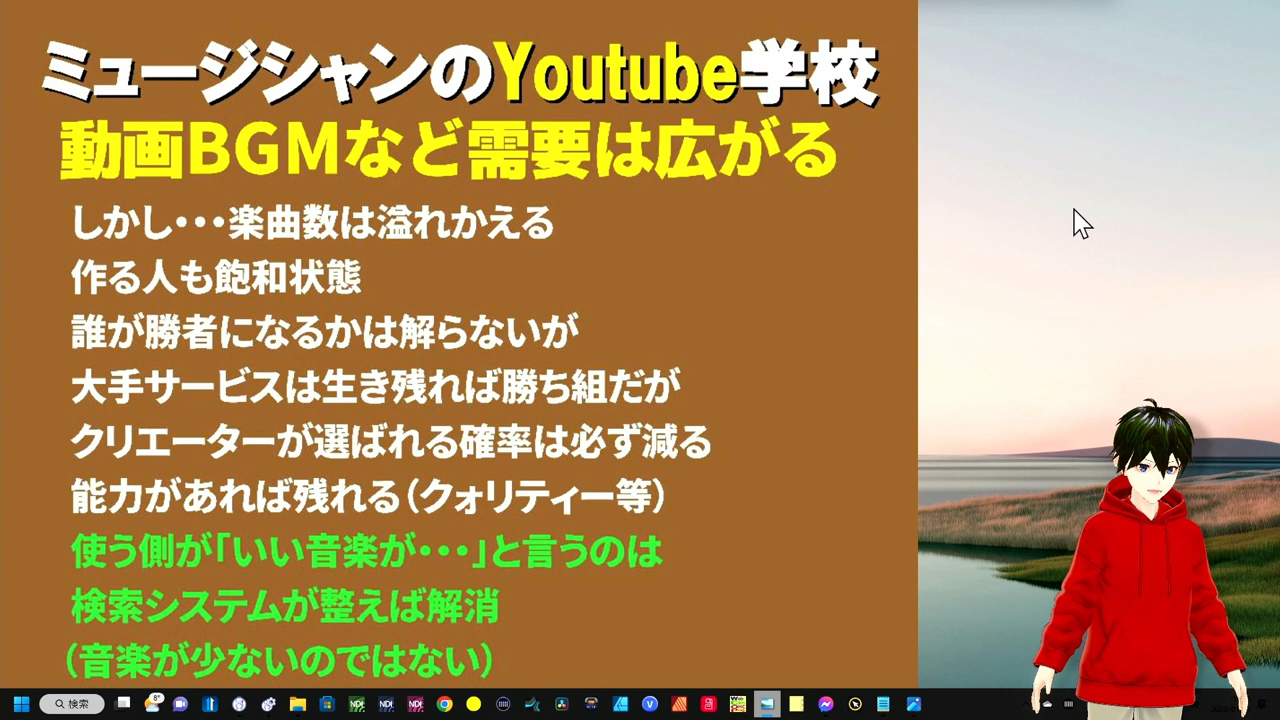 ミュージシャンのYoutube学校
動画BGMなど需要は広がる
しかし・・・楽曲数は溢れかえる
作る人も飽和状態
誰が勝者になるかは解らないが
大手サービスは生き残れば勝ち組だが
クリエーターが選ばれる確率は必ず減る
能力があれば残れる（クォリティー等）
使う側が「いい音楽が・・・」と言うのは
検索システムが整えば解消
（音楽が少ないのではない）
検索
8°
NDI
NDI
NDI